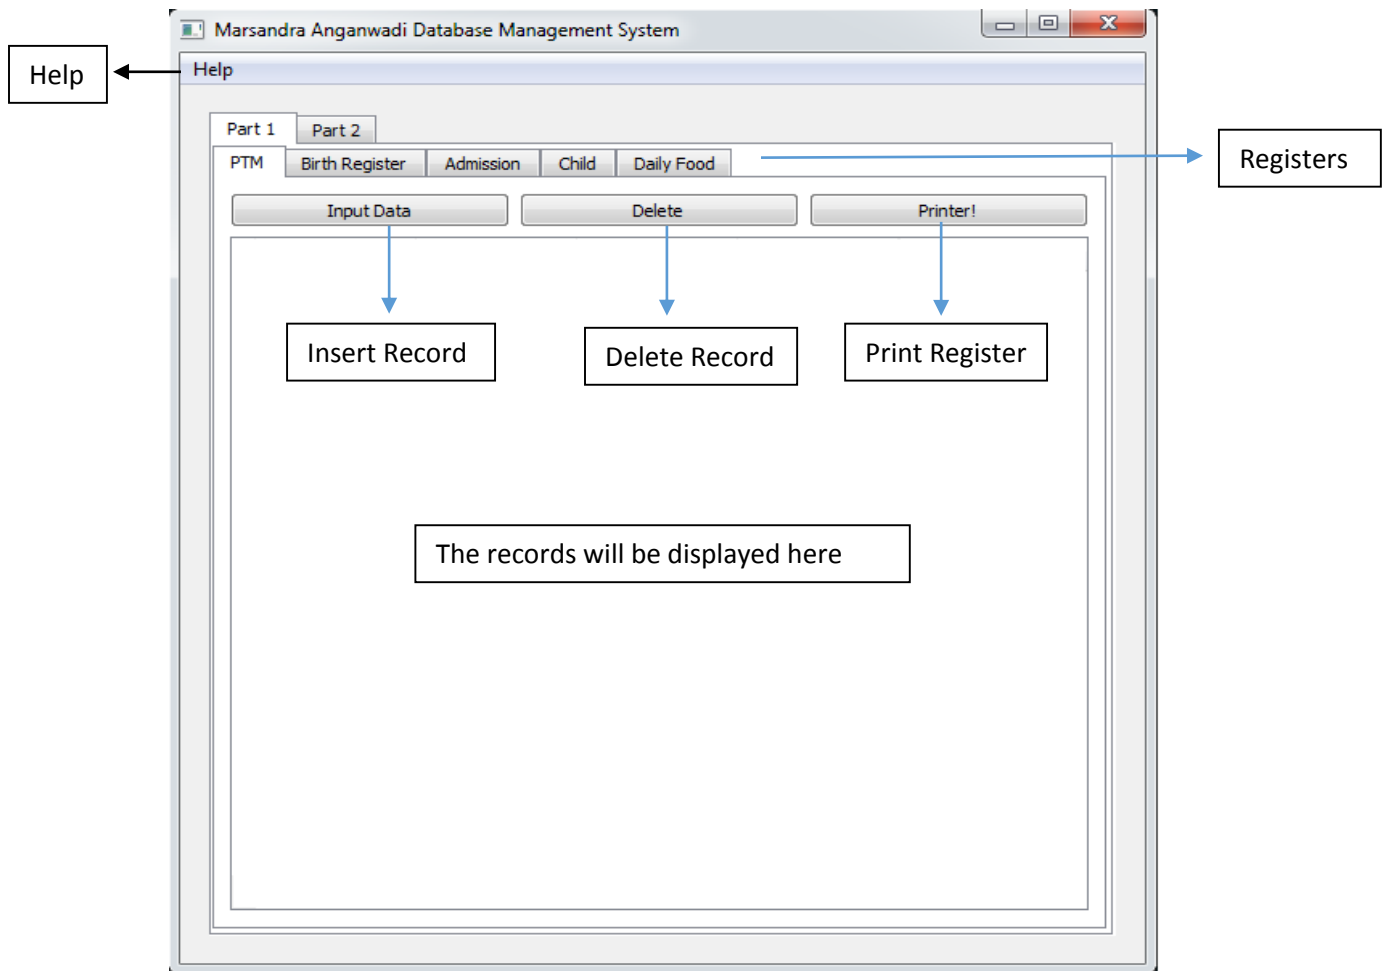 Marsandra Anganwadi Database Management System
Help
Help
Part 1 Part 2
PTM Birth Register Admission Child Daily Food
Registers
Input Data Delete Printer!
Insert Record Delete Record Print Register
The records will be displayed here